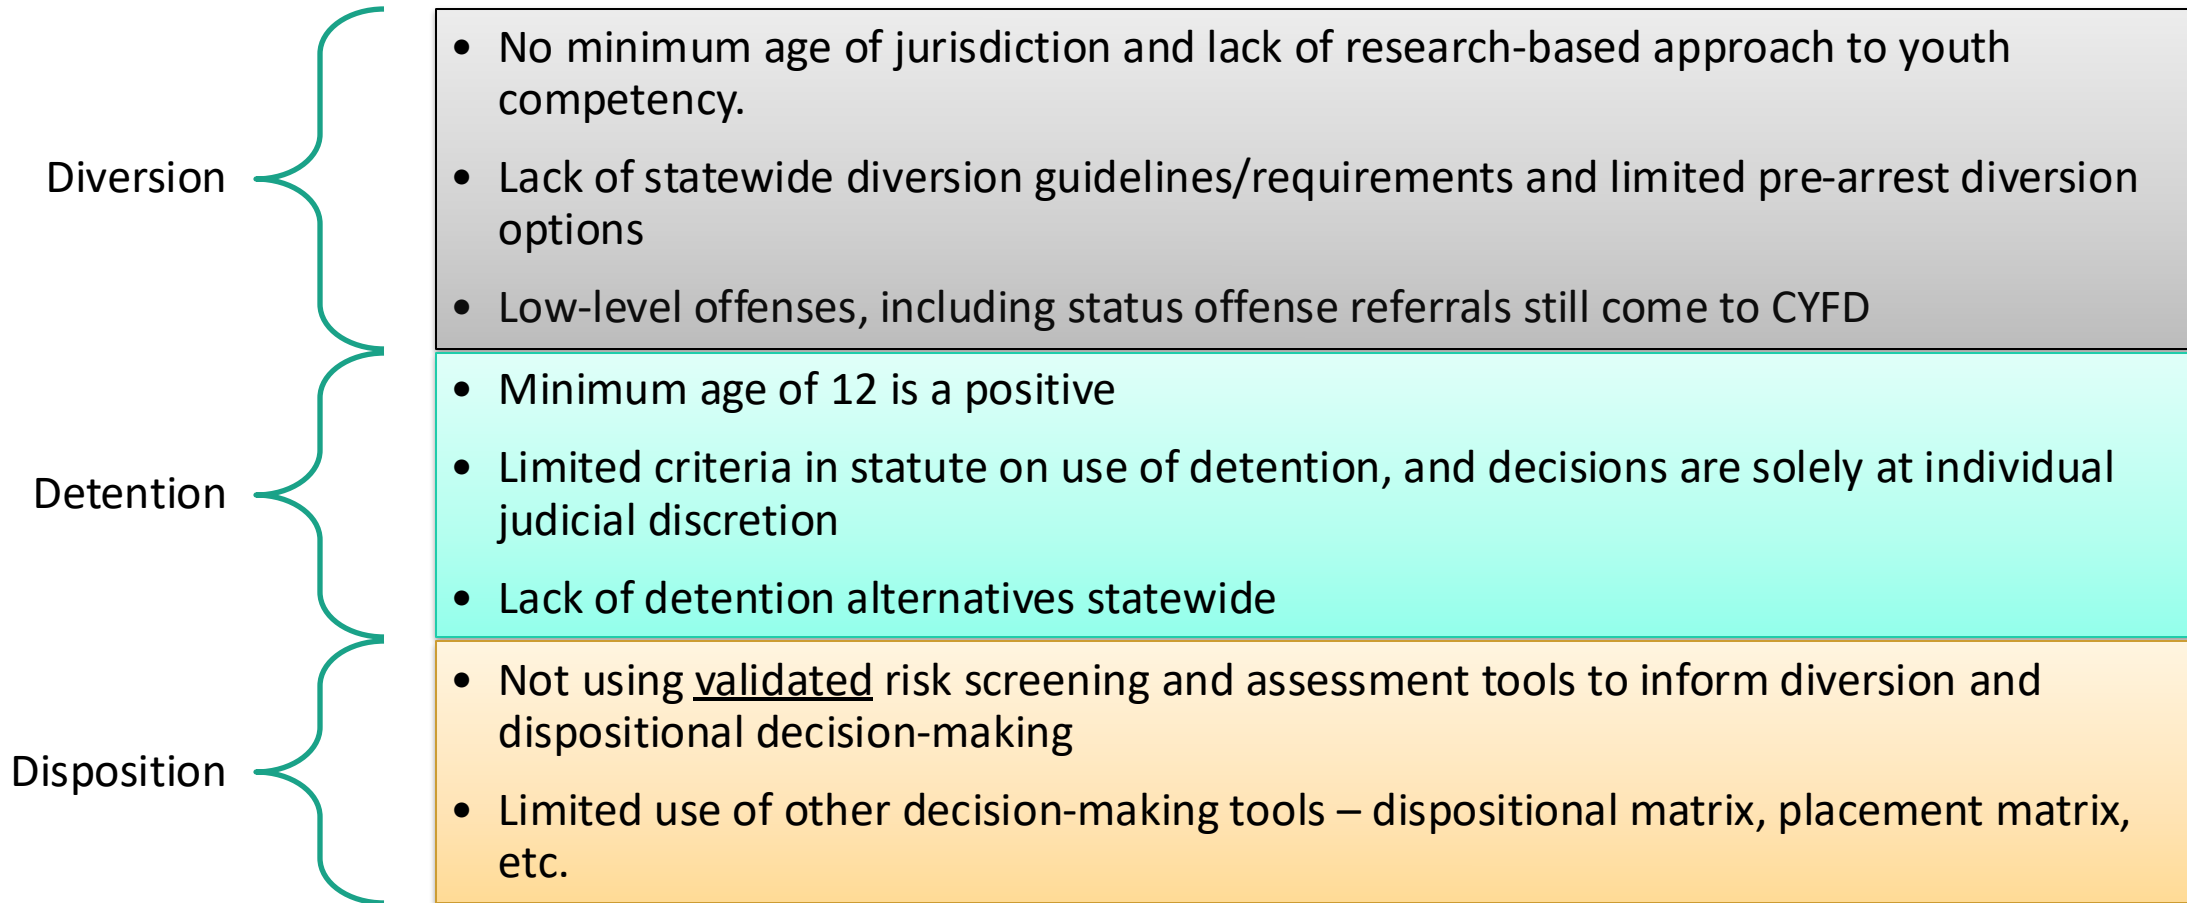 Diversion
• No minimum age of jurisdiction and lack of research-based approach to youth
competency.
• Lack of statewide diversion guidelines/requirements and limited pre-arrest diversion
options
• Low-level offenses, including status offense referrals still come to CYFD
Detention
• Minimum age of 12 is a positive
• Limited criteria in statute on use of detention, and decisions are solely at individual
judicial discretion
• Lack of detention alternatives statewide
Disposition
• Not using validated risk screening and assessment tools to inform diversion and
dispositional decision-making
• Limited use of other decision-making tools – dispositional matrix, placement matrix,
etc.